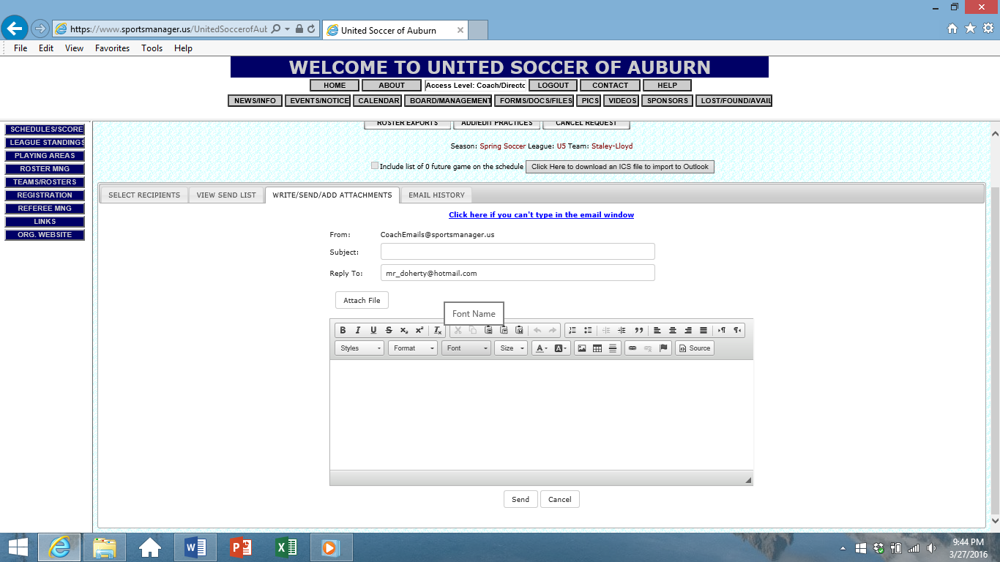 https://www.sportsmanager.us/UnitedSoccerofAub
United Soccer of Auburn
File Edit View Favorites Tools Help
WELCOME TO UNITED SOCCER OF AUBURN
HOME ABOUT Access Level: Coach/Directo LOGOUT CONTACT HELP
NEWS/INFO EVENTS/NOTICE CALENDAR BOARD/MANAGEMENT FORMS/DOCS/FILES PICS VIDEOS SPONSORS LOST/FOUND/AVAIL
SCHEDULES/SCORE
LEAGUE STANDINGS
PLAYING AREAS
ROSTER MNG
TEAMS/ROSTERS
REGISTRATION
REFEREE MNG
LINKS
ORG. WEBSITE
ROSTER EXPORTS ADD/EDIT PRACTICES CANCEL REQUEST
Season: Spring Soccer League: U5 Team: Staley-Lloyd
Include list of 0 future game on the schedule Click Here to download an ICS file to import to Outlook
SELECT RECIPIENTS VIEW SEND LIST WRITE/SEND/ADD ATTACHMENTS EMAIL HISTORY
Click here if you can't type in the email window
From: CoachEmails@sportsmanager.us
Subject:
Reply To: mr_doherty@hotmail.com
Attach File
Font Name
Styles Format Font Size Source
Send Cancel
9:44 PM
3/27/2016